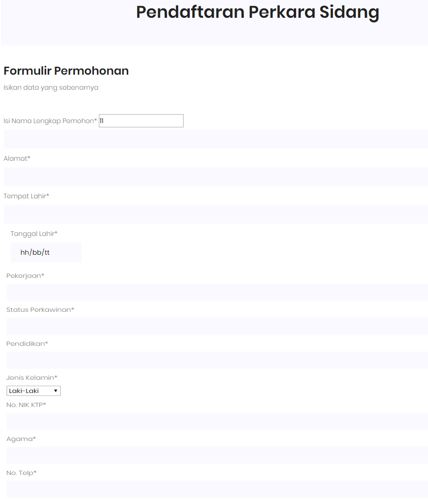 Pendaftaran Perkara Sidang
Formulir Permohonan
Isikan data yang sebenarnya
Isi Nama Lengkap Pemohon* 11
Alamat*
Tempat Lahir*
Tanggal Lahir*
hh/bb/tt
Pekerjaan*
Status Perkawinan*
Pendidikan*
Jenis Kelamin*
Laki-Laki
No. NIK KTP*
Agama*
No. Telp*